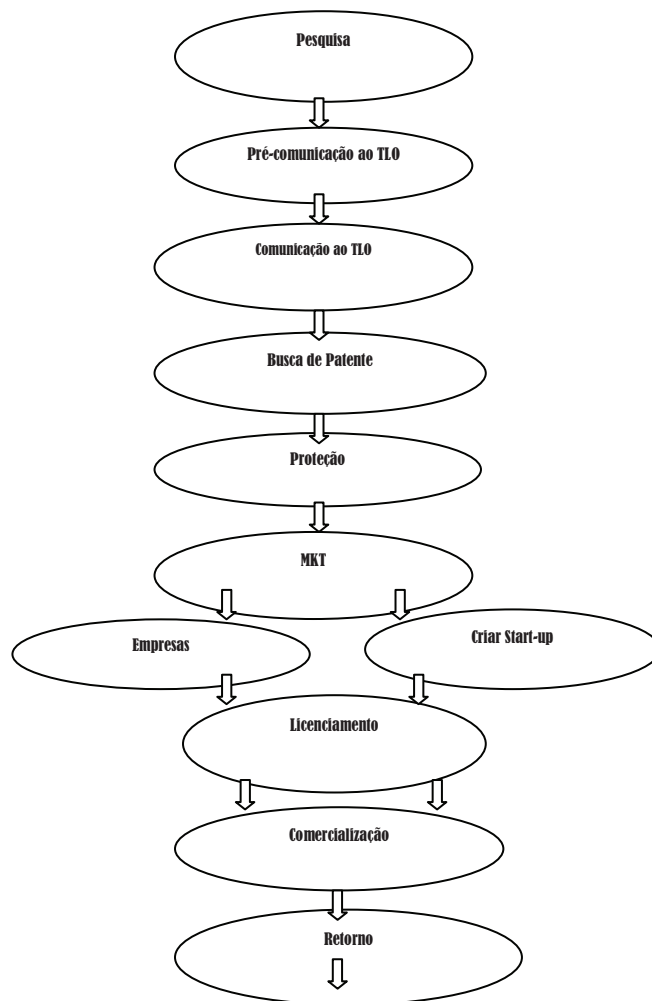 Pesquisa
Pré-comunicação ao TLO
Comunicação ao TLO
Busca de Patente
Proteção
MKT
Empresas
Criar Start-up
Licenciamento
Comercialização
Retorno